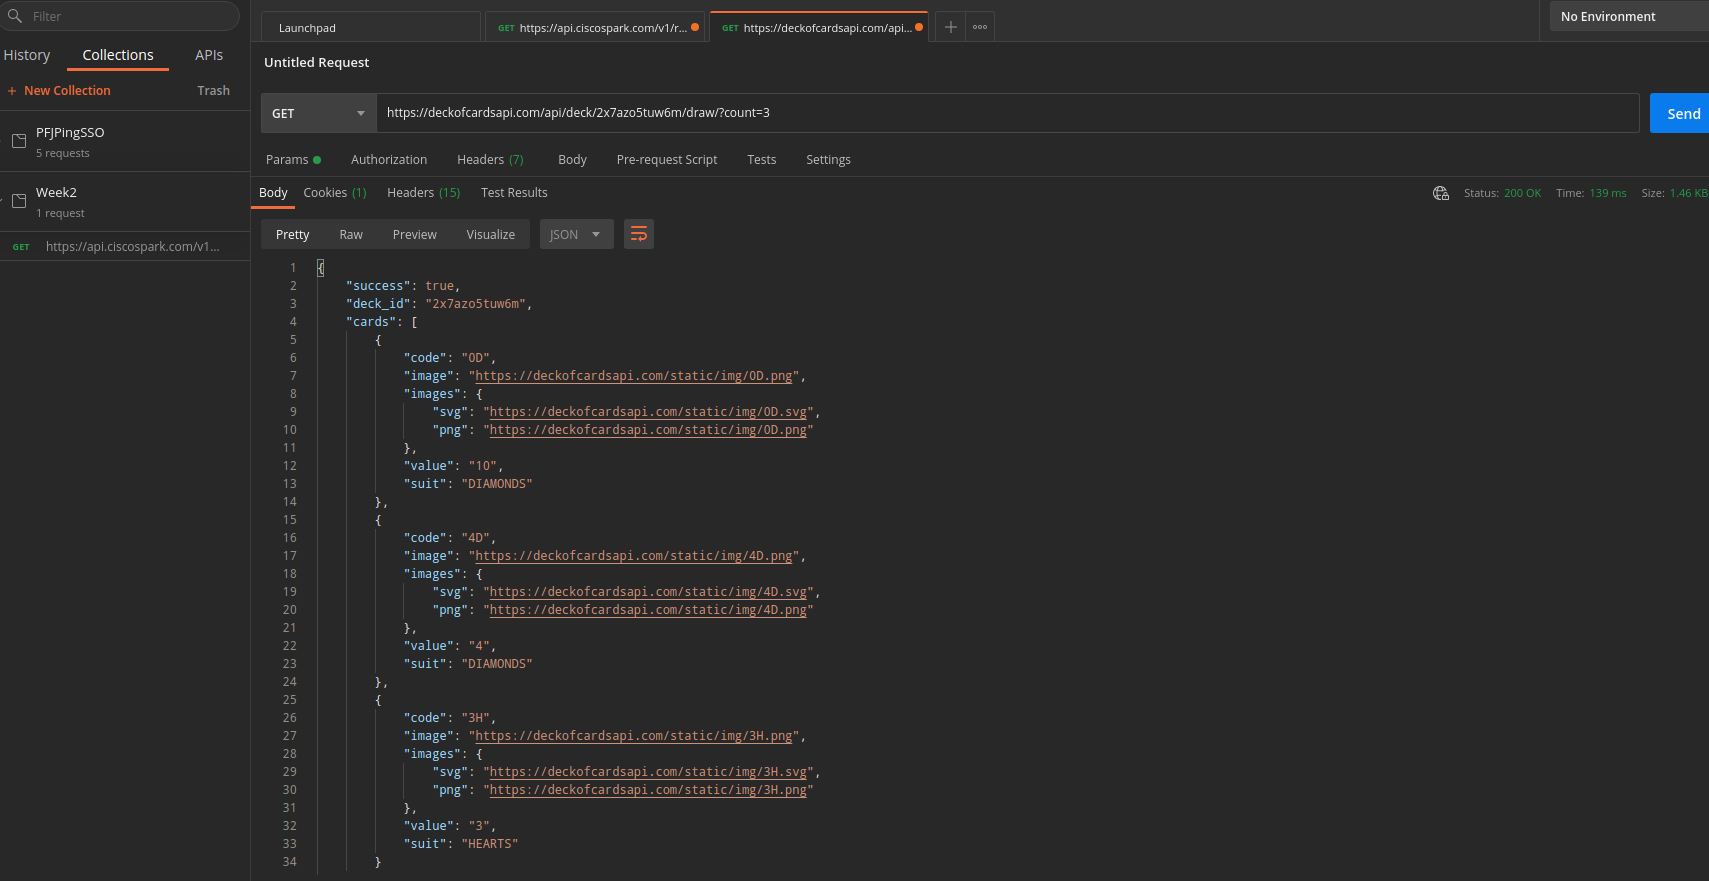 Filter
History Collections APIs
+ New Collection Trash
PFJPingSSO
5 requests
Week2
1 request
GET https://api.ciscospark.com/v1...
Launchpad GET https://api.ciscospark.com/v1/r... GET https://deckofcardsapi.com/api... + ooo No Environment
Untitled Request
GET https://deckofcardsapi.com/api/deck/2x7azo5tuw6m/draw/?count=3 Send
Params Authorization Headers (7) Body Pre-request Script Tests Settings
Body Cookies (1) Headers (15) Test Results Status: 200 OK Time: 139 ms Size: 1.46 KB
Pretty Raw Preview Visualize JSON
1 {
2 "success": true,
3 "deck_id": "2x7azo5tuw6m",
4 "cards": [
5 {
6 "code": "0D",
7 "image": "https://deckofcardsapi.com/static/img/0D.png",
8 "images": {
9 "svg": "https://deckofcardsapi.com/static/img/0D.svg",
10 "png": "https://deckofcardsapi.com/static/img/0D.png"
11 },
12 "value": "10",
13 "suit": "DIAMONDS"
14 },
15 {
16 "code": "4D",
17 "image": "https://deckofcardsapi.com/static/img/4D.png",
18 "images": {
19 "svg": "https://deckofcardsapi.com/static/img/4D.svg",
20 "png": "https://deckofcardsapi.com/static/img/4D.png"
21 },
22 "value": "4",
23 "suit": "DIAMONDS"
24 },
25 {
26 "code": "3H",
27 "image": "https://deckofcardsapi.com/static/img/3H.png",
28 "images": {
29 "svg": "https://deckofcardsapi.com/static/img/3H.svg",
30 "png": "https://deckofcardsapi.com/static/img/3H.png"
31 },
32 "value": "3",
33 "suit": "HEARTS"
34 }